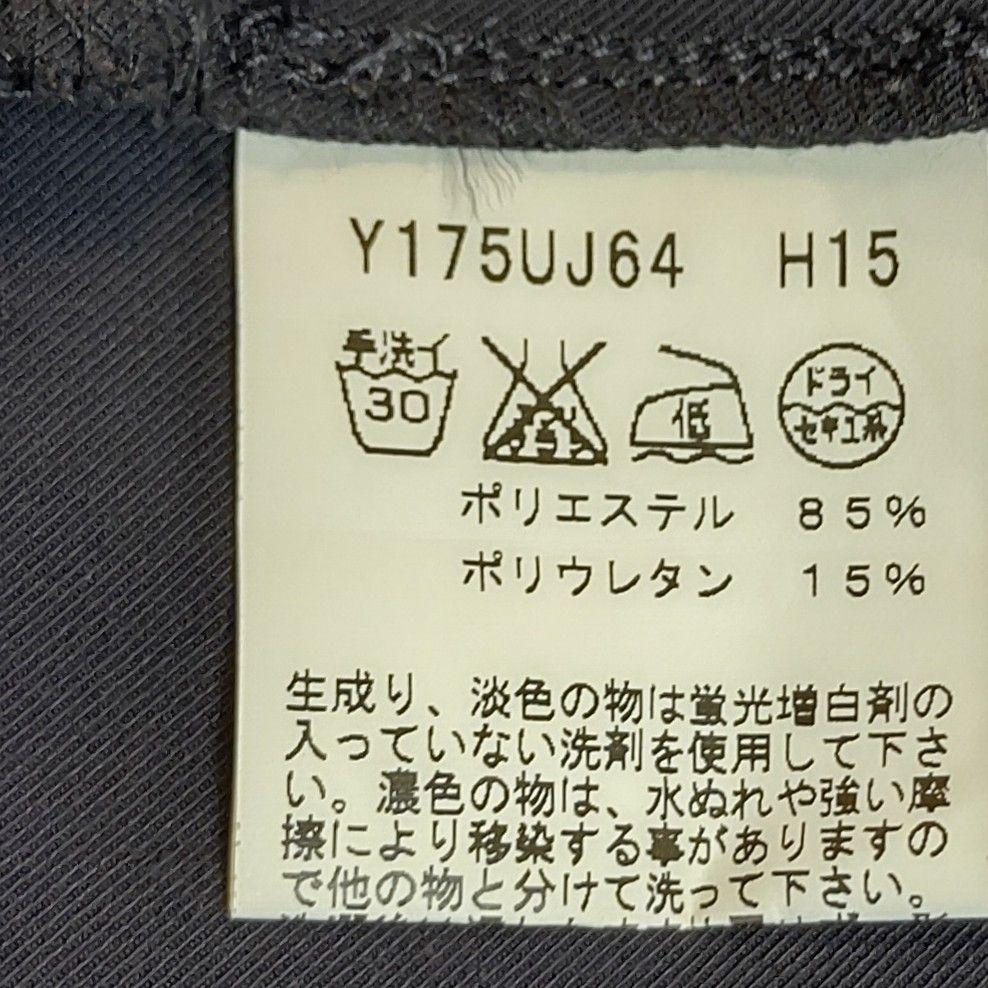 Y175UJ64 H15
手洗イ 30 低 ドライ セキユ系
ポリエステル 85%
ポリウレタン 15%
生成り、淡色の物は蛍光増白剤の
入っていない洗剤を使用して下さ
い。濃色の物は、水ぬれや強い摩
擦により移染する事がありますの
で他の物と分けて洗って下さい。